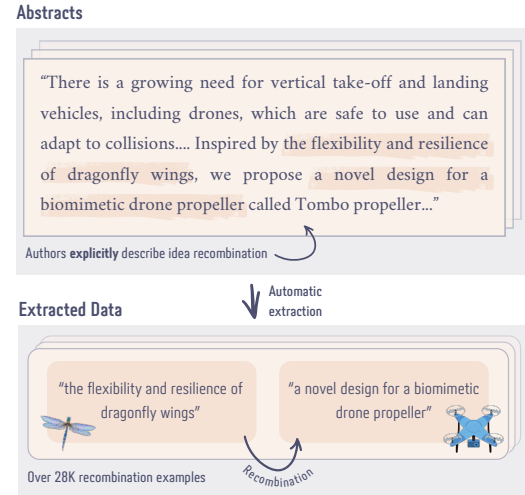 Abstracts
“There is a growing need for vertical take-off and landing
vehicles, including drones, which are safe to use and can
adapt to collisions.... Inspired by the flexibility and resilience
of dragonfly wings, we propose a novel design for a
biomimetic drone propeller called Tombo propeller...”
Authors explicitly describe idea recombination
Automatic
extraction
Extracted Data
“the flexibility and resilience of
dragonfly wings”
“a novel design for a biomimetic
drone propeller”
Recombination
Over 28K recombination examples